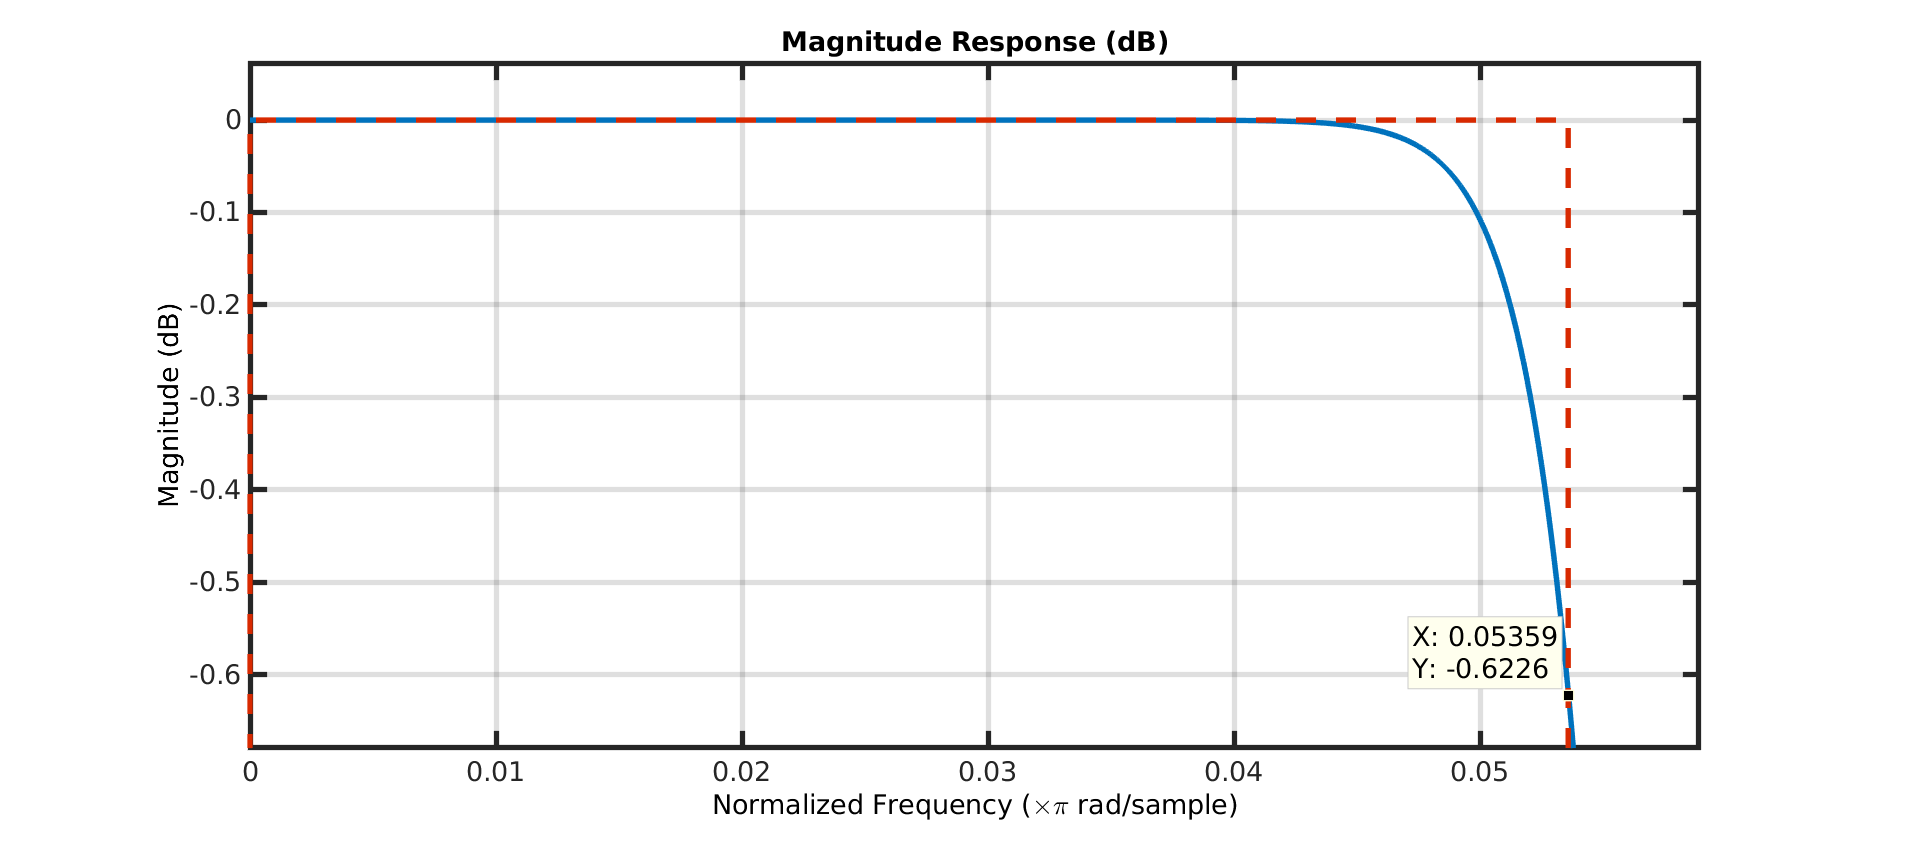 Magnitude Response (dB)
Magnitude (dB)
0
-0.1
-0.2
-0.3
-0.4
-0.5
-0.6
X: 0.05359
Y: -0.6226
0 0.01 0.02 0.03 0.04 0.05
Normalized Frequency (×π rad/sample)